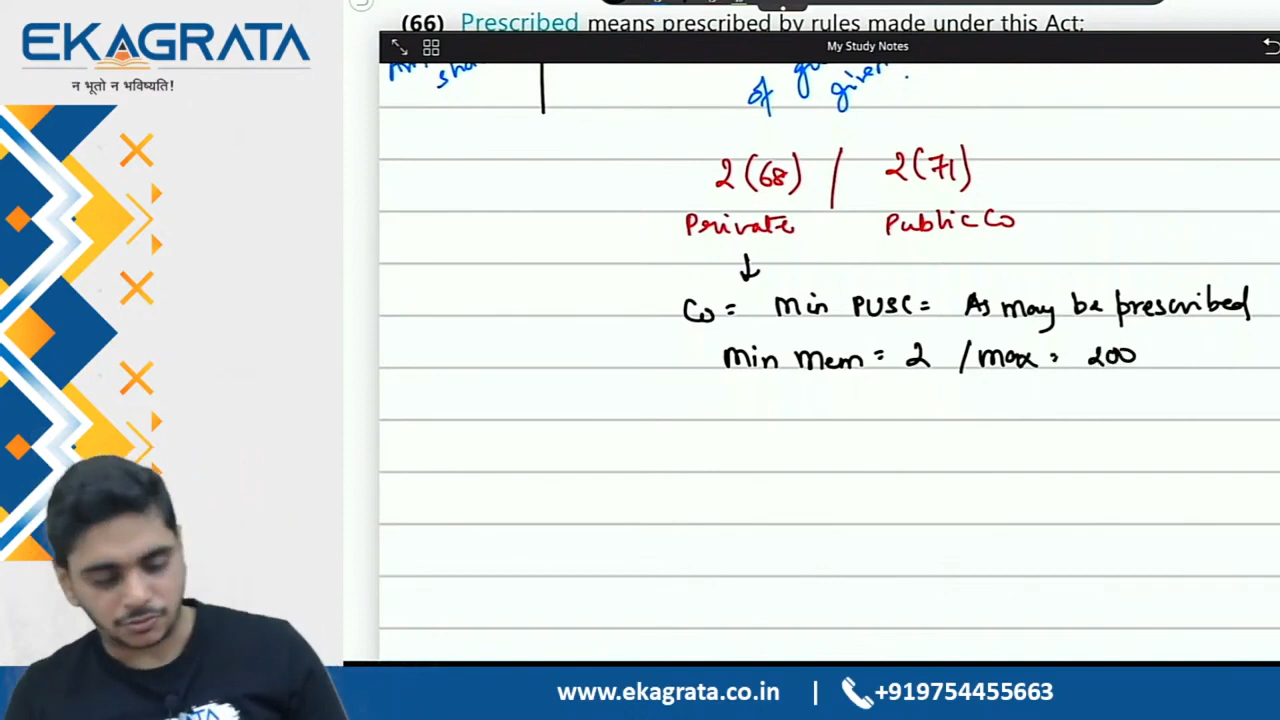 EKAGRATA
न भूतो न भविष्यति!
(66) Prescribed means prescribed by rules made under this Act;
My Study Notes
of given.
2(68) / 2(71)
Private Public Co
↓
Co = Min PUSC = As may be prescribed
Min Mem = 2 / Max = 200
www.ekagrata.co.in | +919754455663